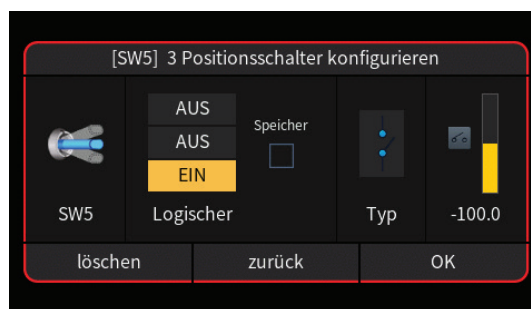 [SW5] 3 Positionsschalter konfigurieren
AUS
AUS
EIN
Speicher
SW5
Logischer
Typ
-100.0
löschen
zurück
OK